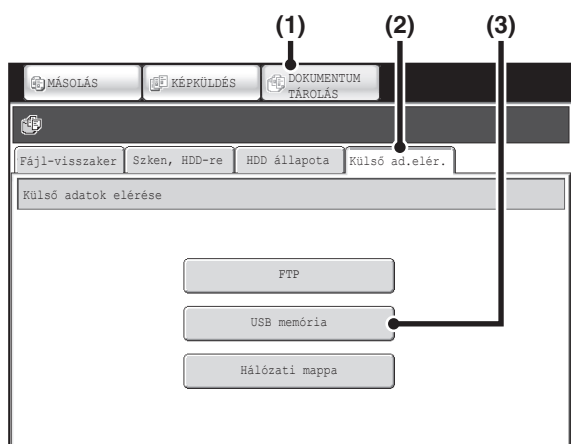 (1) (2) (3)
MÁSOLÁS KÉPKÜLDÉS DOKUMENTUM
TÁROLÁS
Fájl-visszaker Szken, HDD-re HDD állapota Külső ad.elér.
Külső adatok elérése
FTP
USB memória
Hálózati mappa